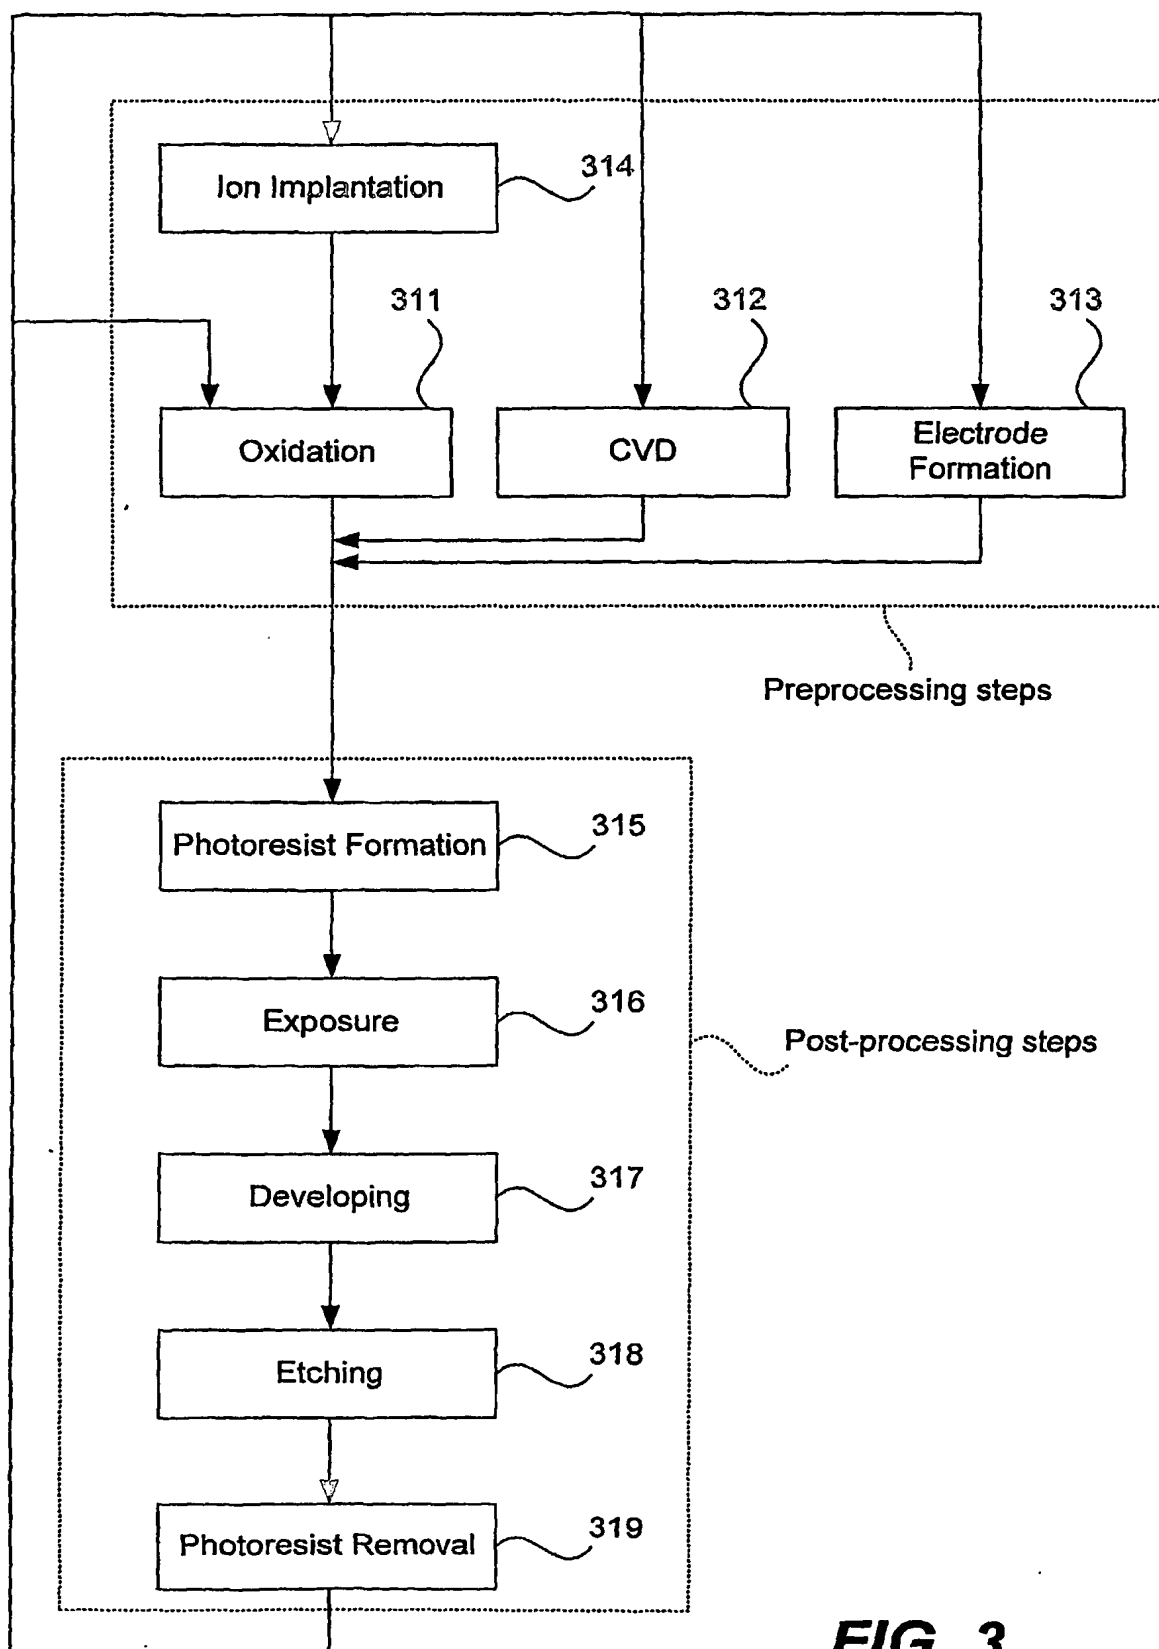 314
Ion Implantation
311
312
313
Oxidation
CVD
Electrode
Formation
Preprocessing steps
315
Photoresist Formation
316
Exposure
Post-processing steps
317
Developing
318
Etching
319
Photoresist Removal
FIG. 3